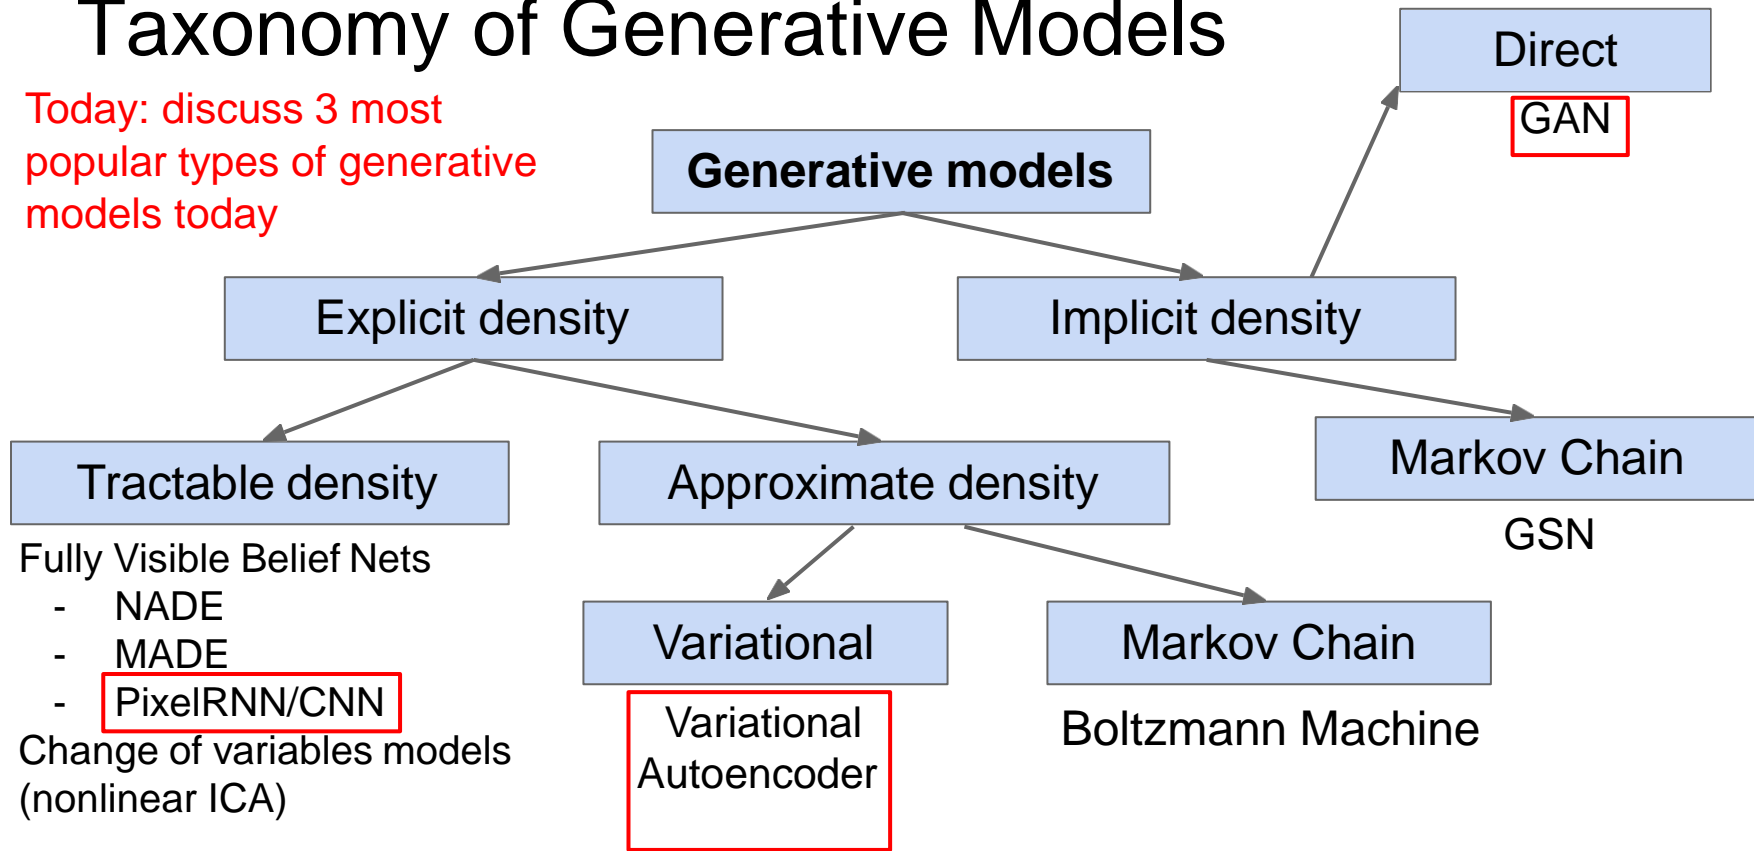 Taxonomy of Generative Models
Today: discuss 3 most
popular types of generative
models today
Direct
GAN
Generative models
Explicit density
Implicit density
Tractable density
Approximate density
Markov Chain
GSN
Fully Visible Belief Nets
- NADE
- MADE
- PixelRNN/CNN
Change of variables models
(nonlinear ICA)
Variational
Variational
Autoencoder
Markov Chain
Boltzmann Machine